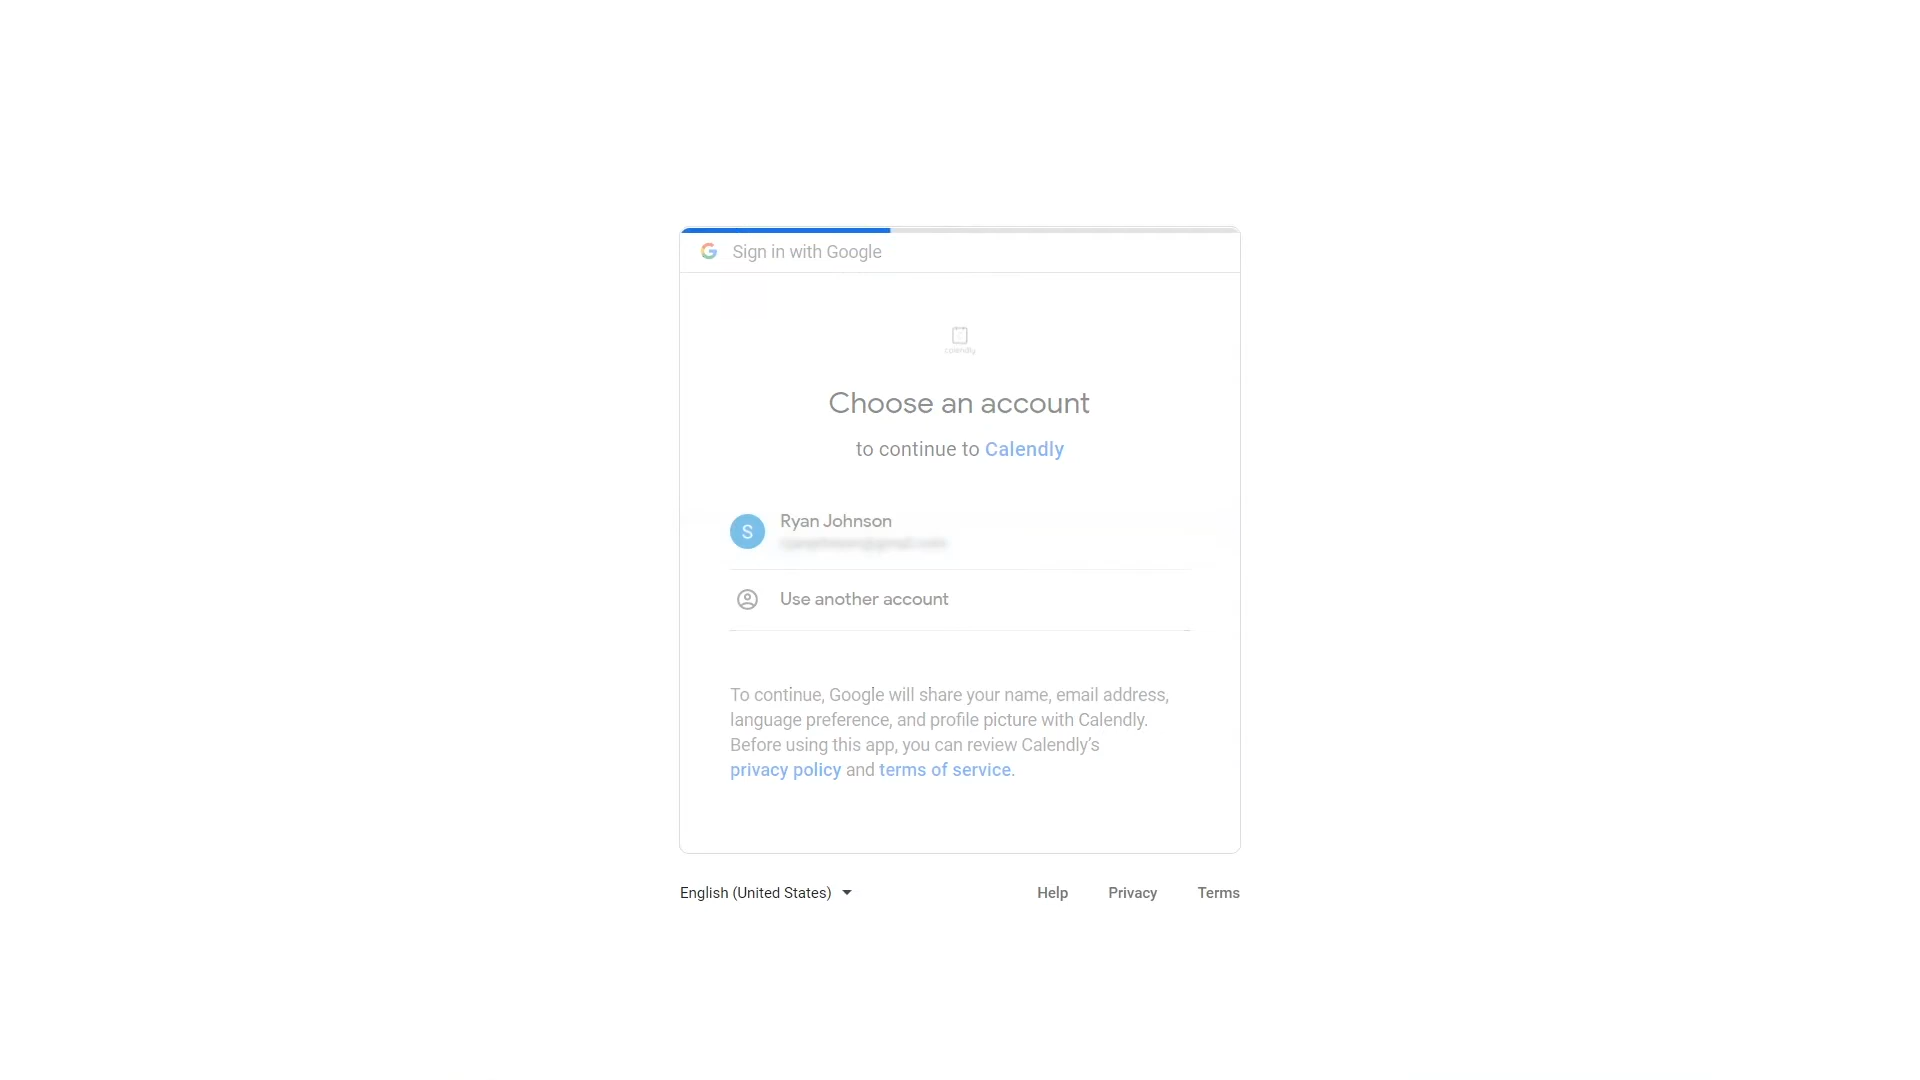 Sign in with Google
calendly
Choose an account
to continue to Calendly
S
Ryan Johnson
Use another account
To continue, Google will share your name, email address,
language preference, and profile picture with Calendly.
Before using this app, you can review Calendly’s
privacy policy and terms of service.
English (United States)
Help
Privacy
Terms